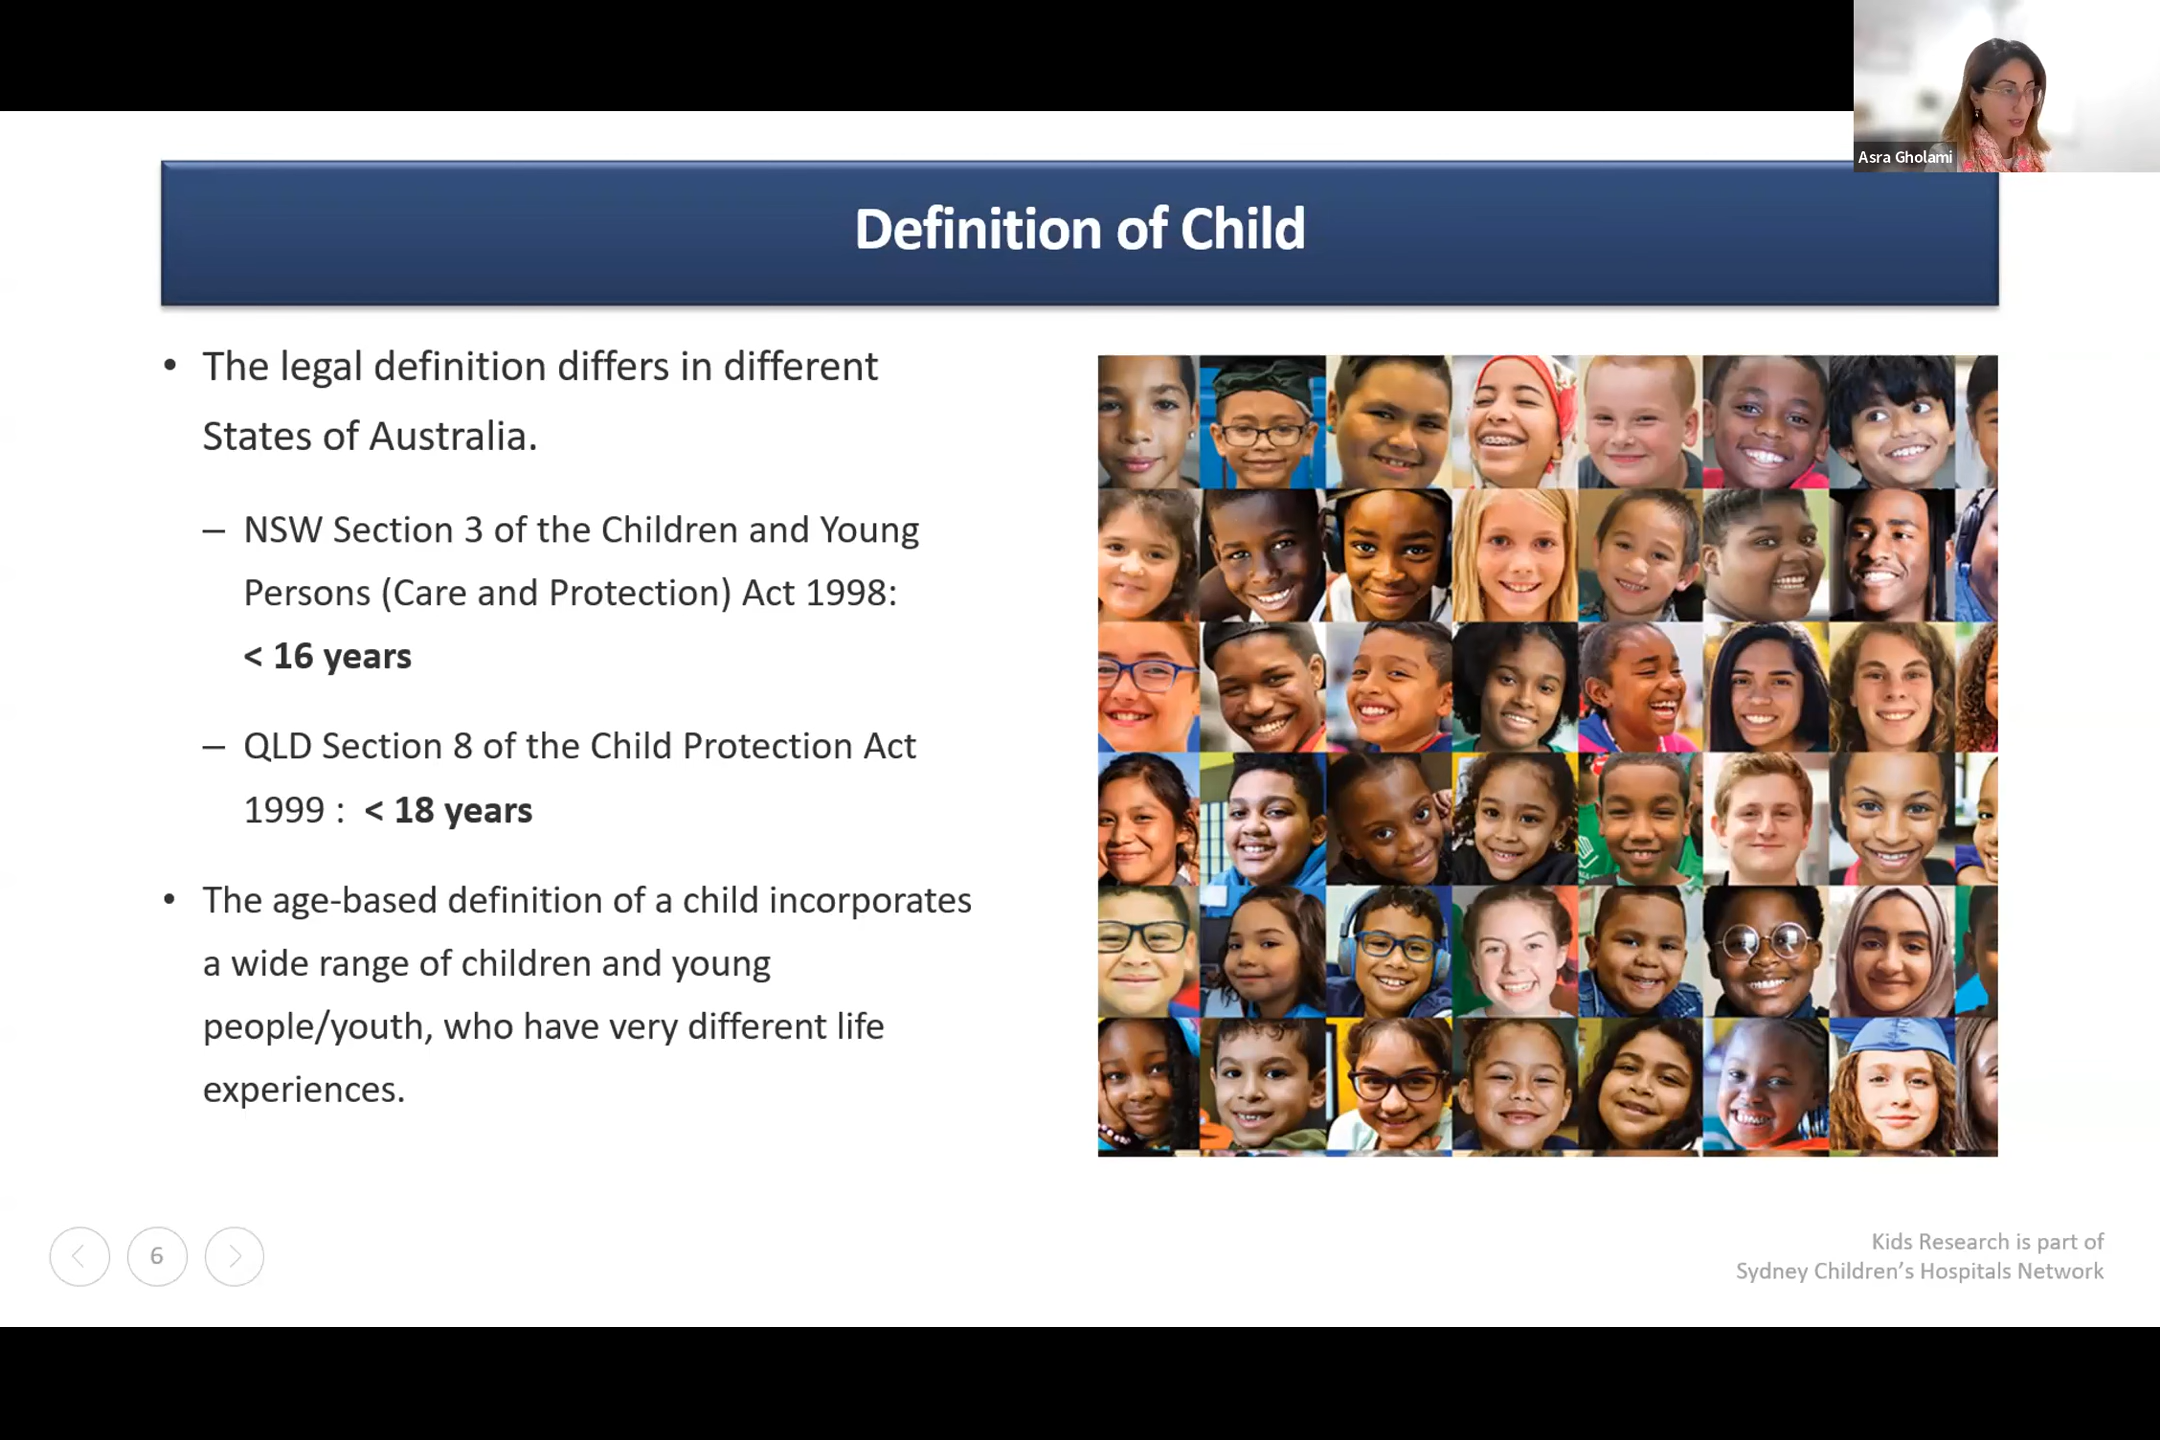 Asra Gholami
Definition of Child
• The legal definition differs in different
States of Australia.
– NSW Section 3 of the Children and Young
Persons (Care and Protection) Act 1998:
< 16 years
– QLD Section 8 of the Child Protection Act
1999 : < 18 years
• The age-based definition of a child incorporates
a wide range of children and young
people/youth, who have very different life
experiences.
6
Kids Research is part of
Sydney Children’s Hospitals Network